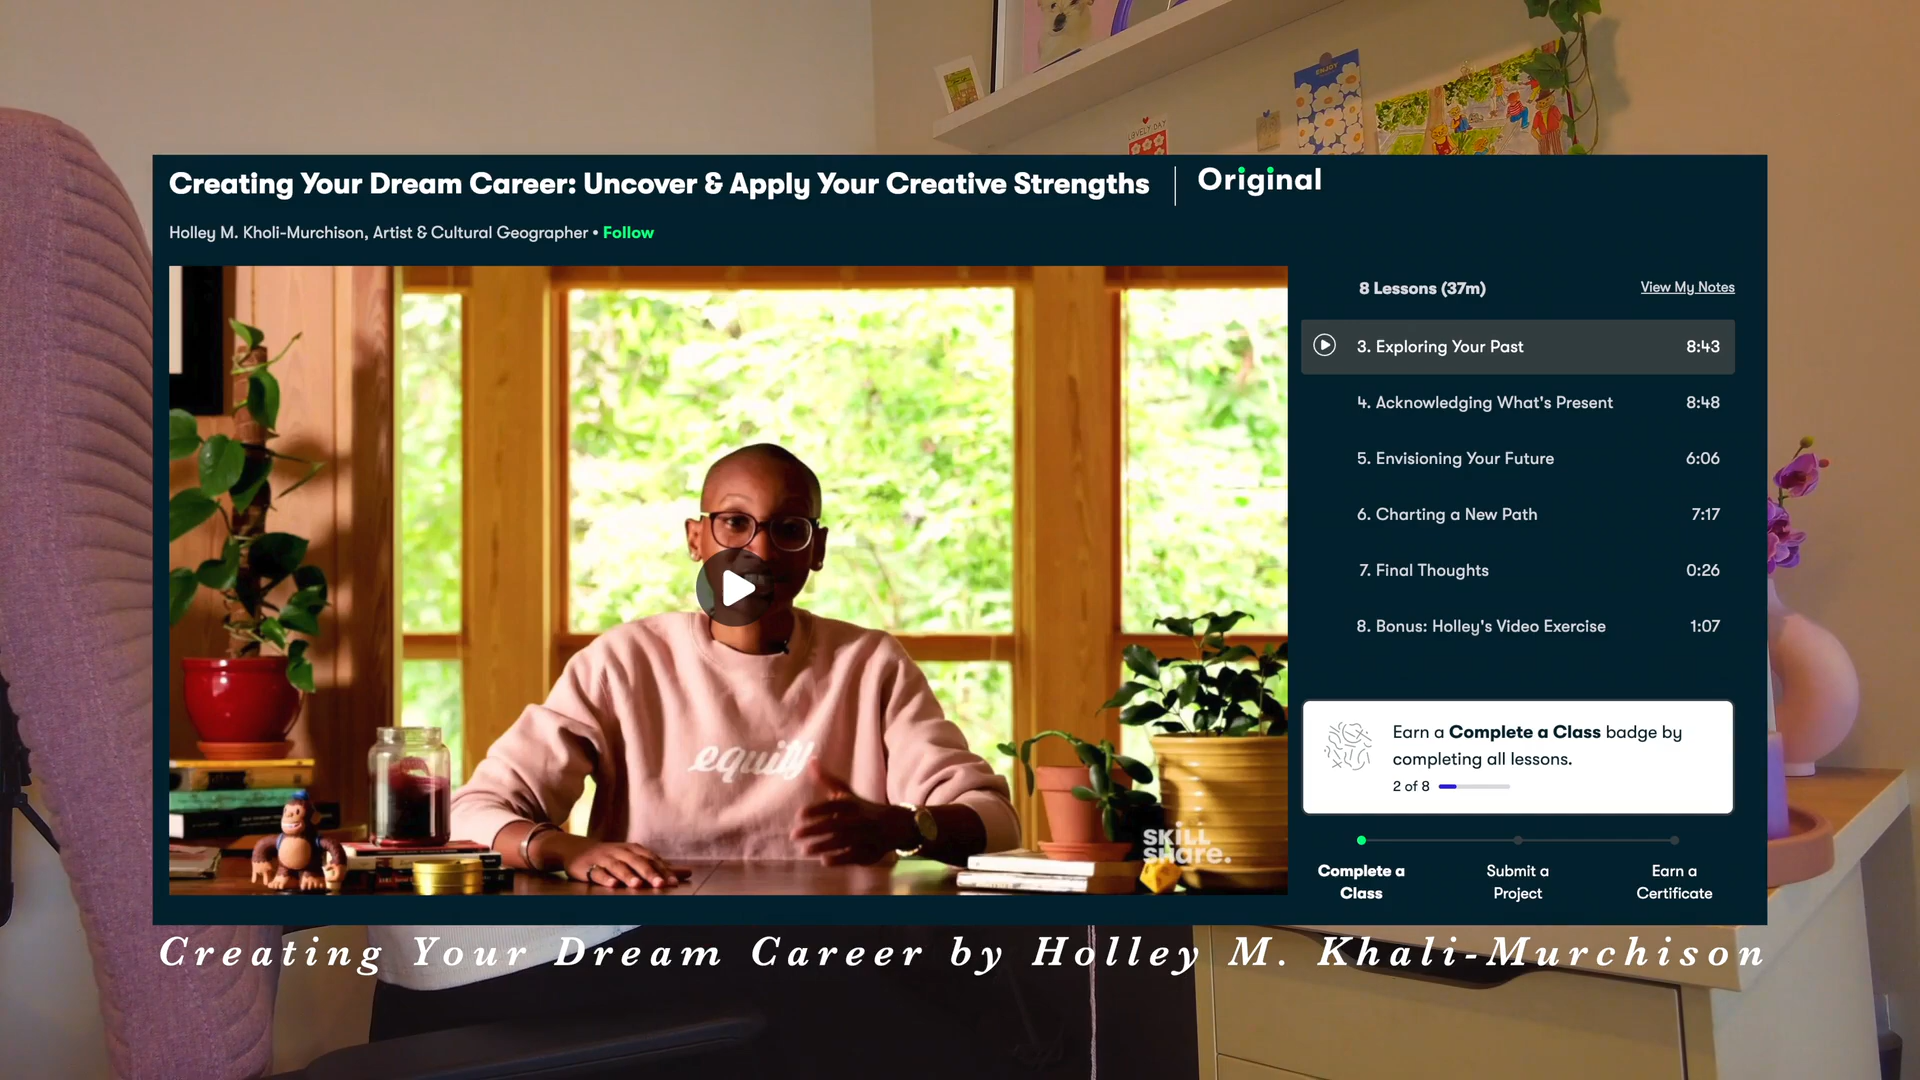 ENJOY
LOVELY DAY
Creating Your Dream Career: Uncover & Apply Your Creative Strengths
Original
Holley M. Kholi-Murchison, Artist & Cultural Geographer • Follow
8 Lessons (37m)
View My Notes
3. Exploring Your Past 8:43
4. Acknowledging What's Present 8:48
5. Envisioning Your Future 6:06
6. Charting a New Path 7:17
7. Final Thoughts 0:26
8. Bonus: Holley's Video Exercise 1:07
equity
SKILL
share.
Earn a Complete a Class badge by
completing all lessons.
2 of 8
Complete a
Class
Submit a
Project
Earn a
Certificate
Creating Your Dream Career by Holley M. Khali-Murchison